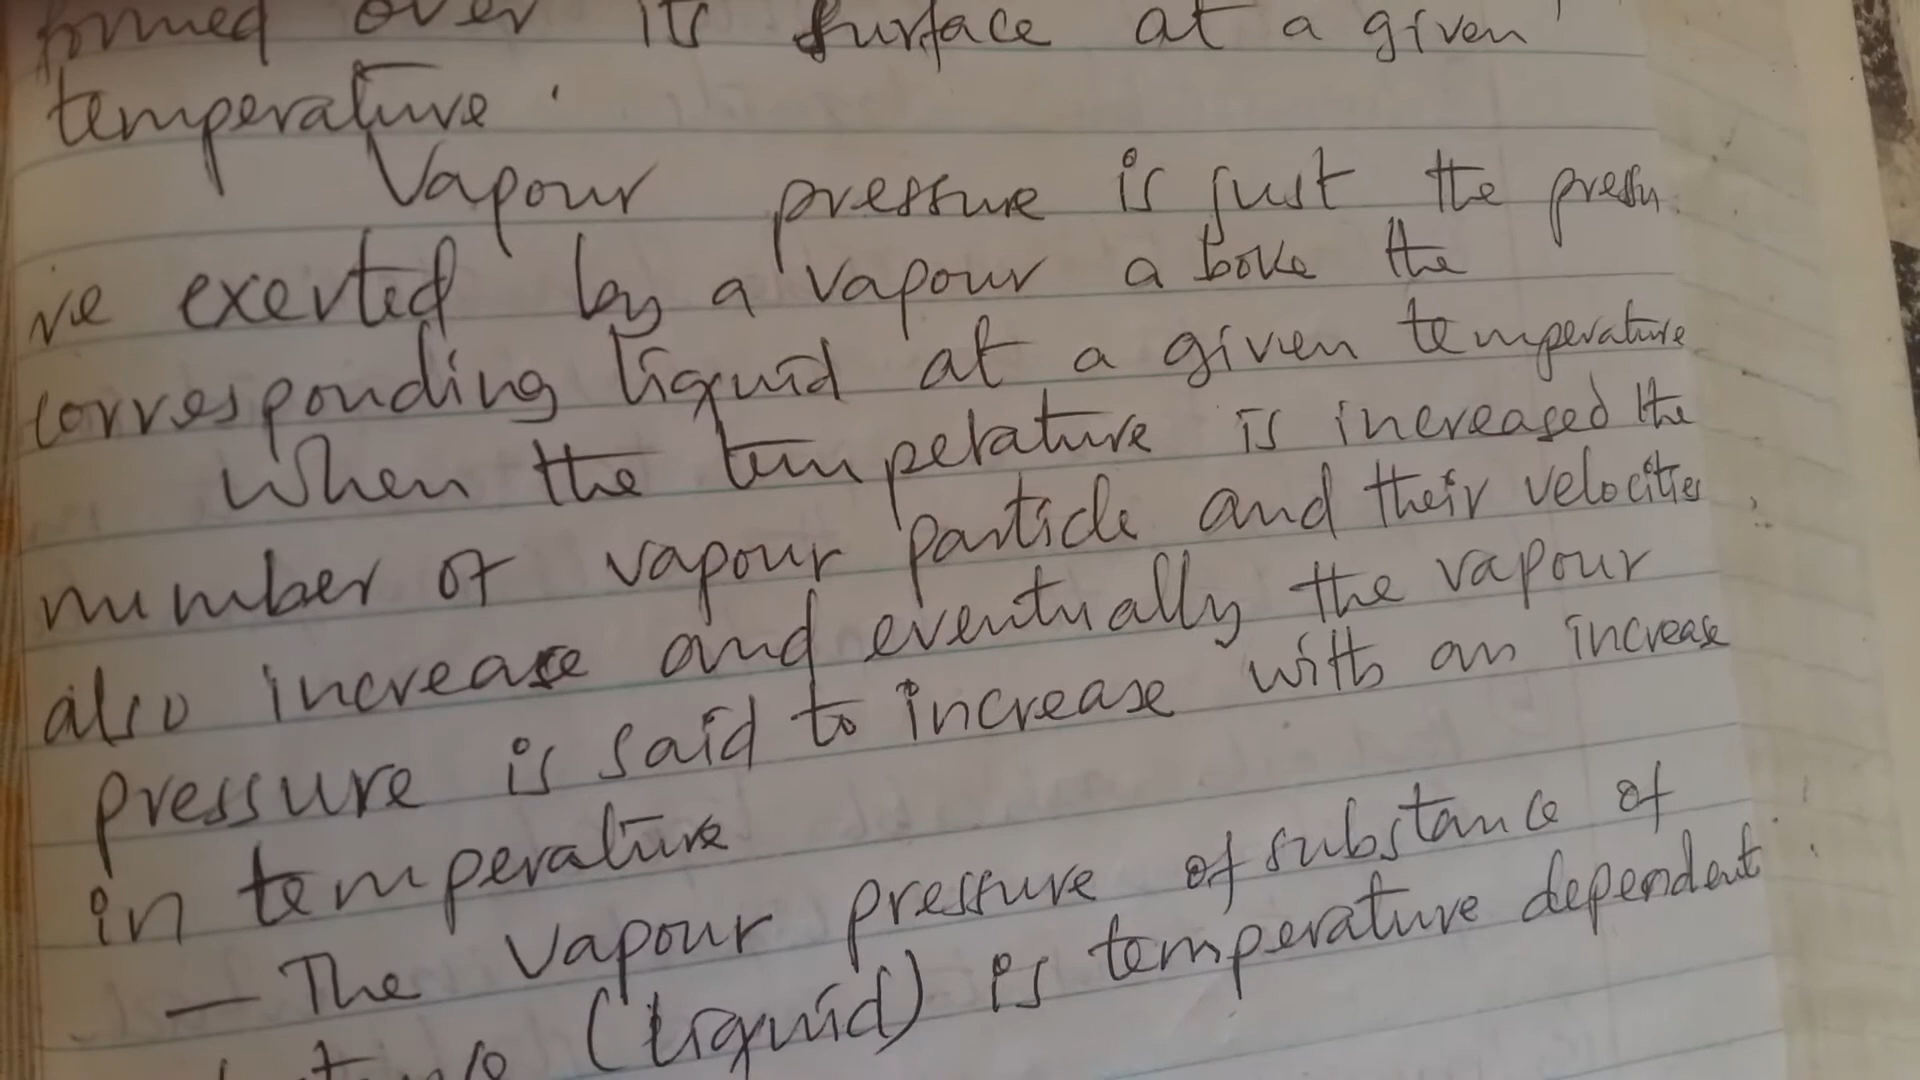 formed over its surface at a given
temperature.
Vapour pressure is just the pressu
re exerted by a vapour a bove the
corresponding liquid at a given temperature
When the temperature is increased the
number of vapour particle and their velocities
also increase and eventually the vapour
pressure is said to increase with an increase
in temperature
— The vapour pressure of substance of
(liquid) is temperature dependent